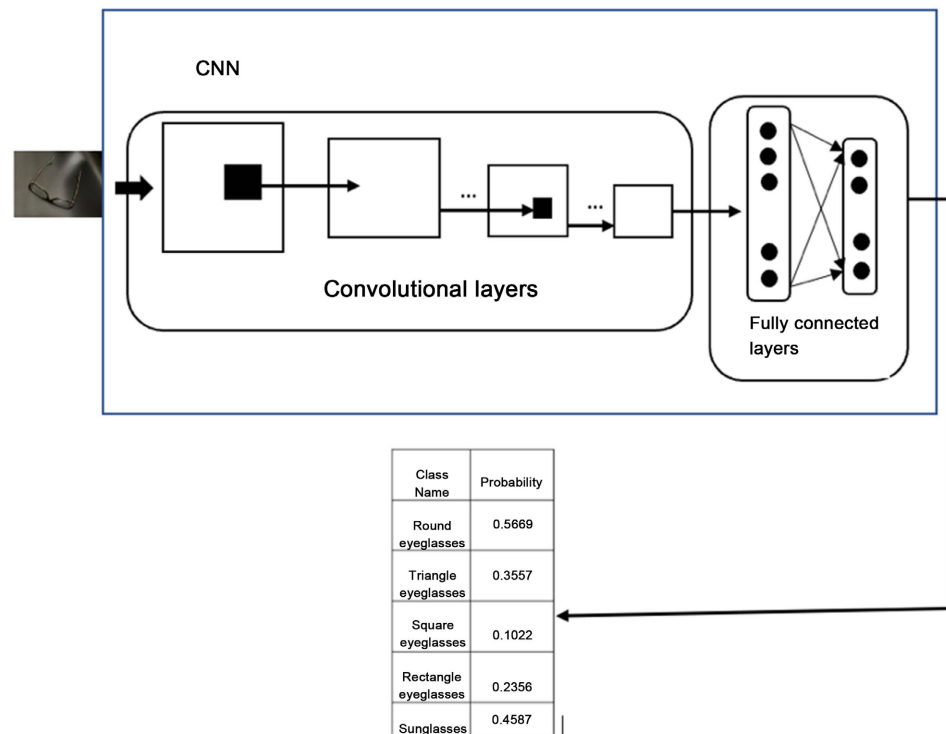 CNN
...
...
Convolutional layers
Fully connected
layers
Class
Name
Probability
Round
eyeglasses
0.5669
Triangle
eyeglasses
0.3557
Square
eyeglasses
0.1022
Rectangle
eyeglasses
0.2356
Sunglasses
0.4587